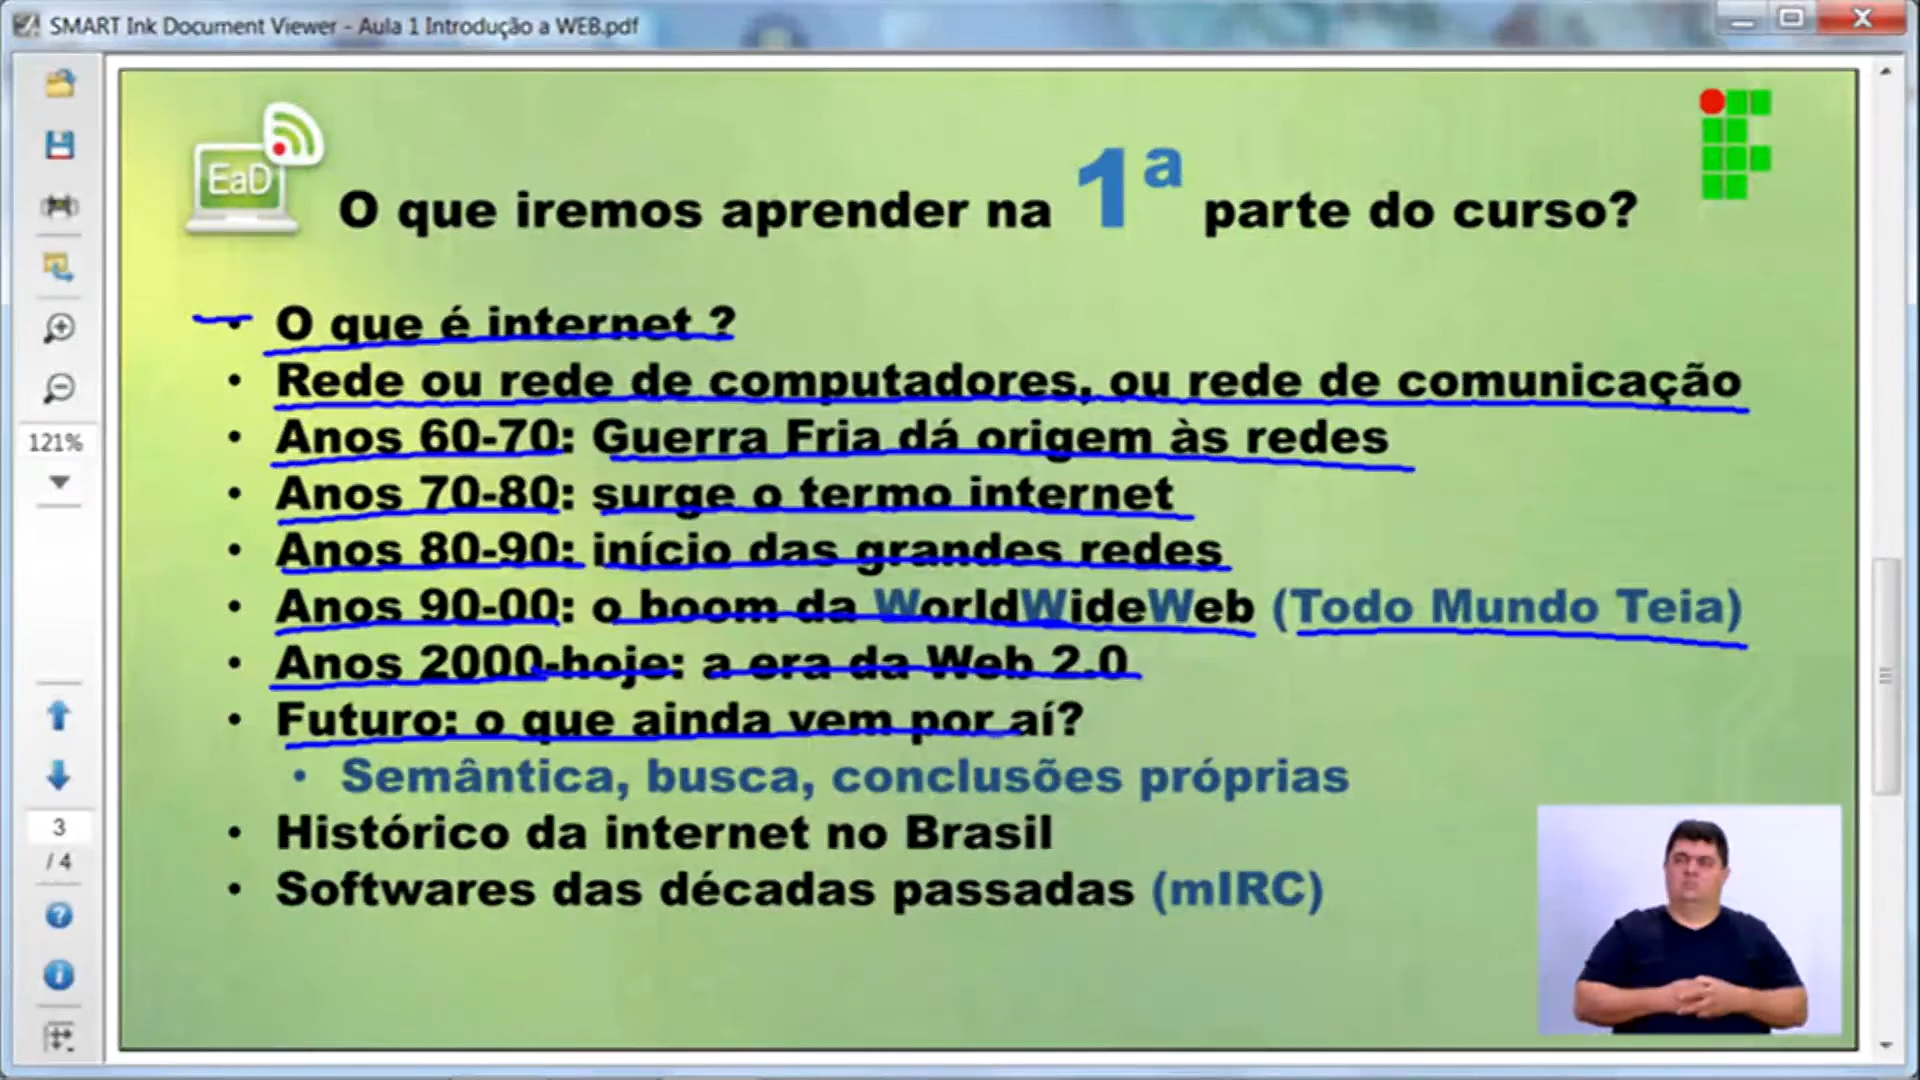 SMART Ink Document Viewer - Aula 1 Introdução a WEB.pdf
EaD
O que iremos aprender na 1ª parte do curso?
• O que é internet ?
• Rede ou rede de computadores, ou rede de comunicação
• Anos 60-70: Guerra Fria dá origem às redes
• Anos 70-80: surge o termo internet
• Anos 80-90: início das grandes redes
• Anos 90-00: o boom da WorldWideWeb (Todo Mundo Teia)
• Anos 2000-hoje: a era da Web 2.0
• Futuro: o que ainda vem por aí?
• Semântica, busca, conclusões próprias
• Histórico da internet no Brasil
• Softwares das décadas passadas (mIRC)
121%
3
/ 4